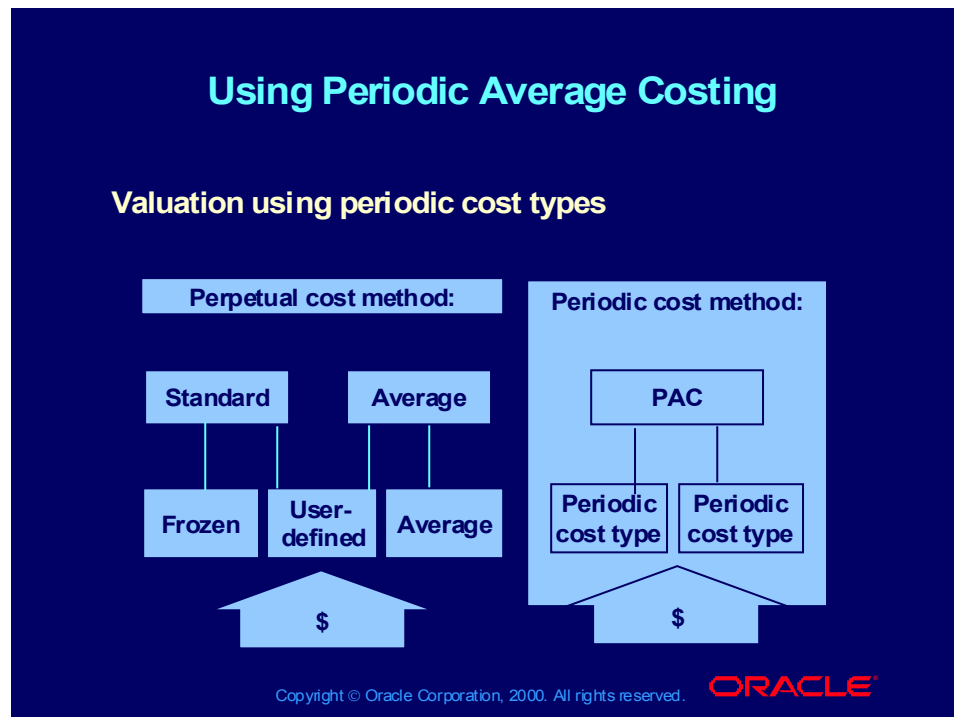 Using Periodic Average Costing
Valuation using periodic cost types
Perpetual cost method:
Standard
Average
Frozen
User-
defined
Average
$
Periodic cost method:
PAC
Periodic
cost type
Periodic
cost type
$
Copyright © Oracle Corporation, 2000. All rights reserved.
ORACLE®